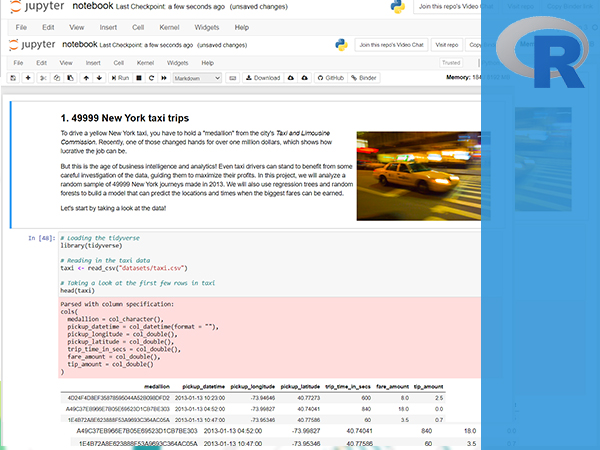 jupyter notebook Last Checkpoint: a few seconds ago (unsaved changes)
Join this repo's Video Chat
File Edit View Insert Cell Kernel Widgets Help
jupyter notebook Last Checkpoint: a few seconds ago (unsaved changes)
Join this repo's Video Chat Visit repo Copy
File Edit View Insert Cell Kernel Widgets Help Trusted
Run Markdown Download GitHub Binder Memory:
1. 49999 New York taxi trips
To drive a yellow New York taxi, you have to hold a "medallion" from the city's Taxi and Limousine
Commission. Recently, one of those changed hands for over one million dollars, which shows how
lucrative the job can be.
But this is the age of business intelligence and analytics! Even taxi drivers can stand to benefit from some
careful investigation of the data, guiding them to maximize their profits. In this project, we will analyze a
random sample of 49999 New York journeys made in 2013. We will also use regression trees and random
forests to build a model that can predict the locations and times when the biggest fares can be earned.
Let's start by taking a look at the data!
In [48]: # Loading the tidyverse
library(tidyverse)
# Reading in the taxi data
taxi <- read_csv("datasets/taxi.csv")
# Taking a look at the first few rows in taxi
head(taxi)
Parsed with column specification:
cols(
medallion = col_character(),
pickup_datetime = col_datetime(format = ""),
pickup_longitude = col_double(),
pickup_latitude = col_double(),
trip_time_in_secs = col_double(),
fare_amount = col_double(),
tip_amount = col_double()
)
medallion pickup_datetime pickup_longitude pickup_latitude trip_time_in_secs fare_amount tip_amount
4D24F4D8EF35878595044A52B098DFD2 2013-01-13 10:23:00 -73.94646 40.77273 600 8.0 2.5
A49C37EB966E7B05E69523D1CB7BE303 2013-01-13 04:52:00 -73.99827 40.74041 840 18.0 0.0
1E4B72A8E623888F53A9693C364AC05A 2013-01-13 10:47:00 -73.95346 40.77586 60 3.5 0.7
A49C37EB966E7B05E69523D1CB7BE303 2013-01-13 04:52:00 -73.99827 40.74041 840 18.0
1E4B72A8E623888F53A9693C364AC05A 2013-01-13 10:47:00 -73.95346 40.77586 60 3.5
R